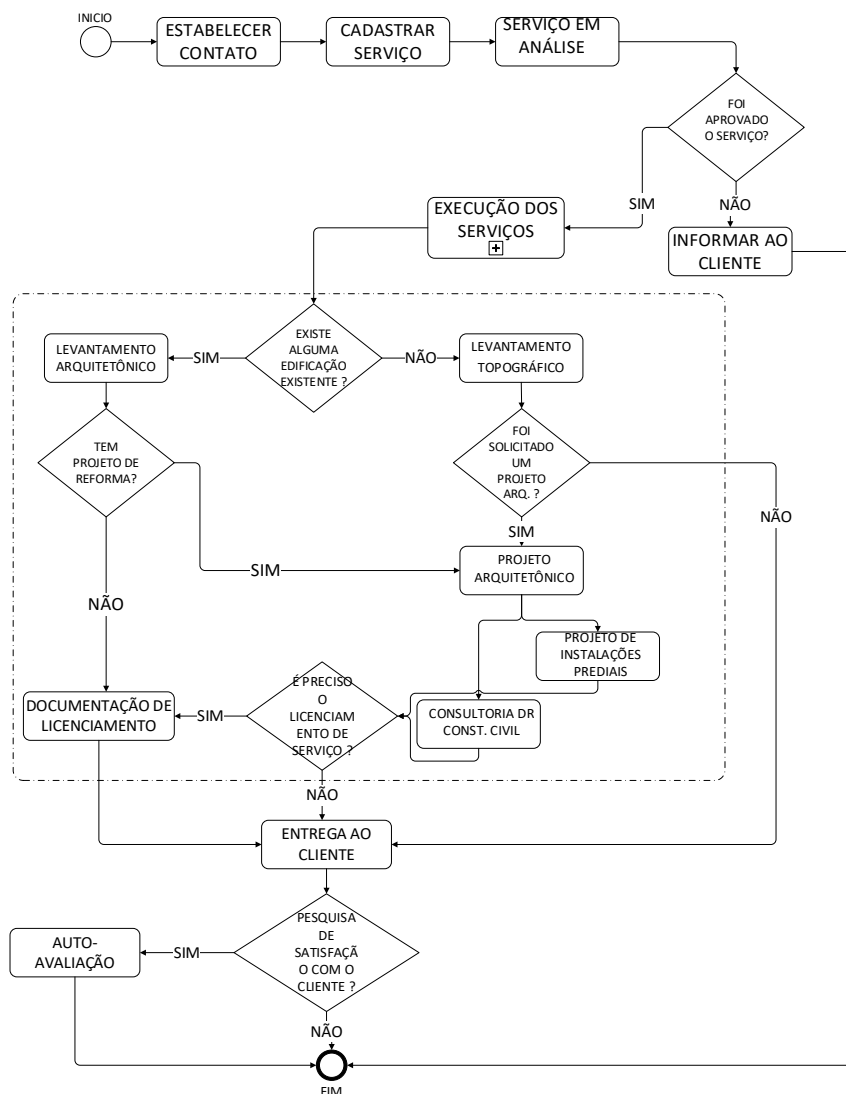 INICIO
ESTABELECER
CONTATO
CADASTRAR
SERVIÇO
SERVIÇO EM
ANÁLISE
FOI
APROVADO
O SERVIÇO?
SIM
NÃO
EXECUÇÃO DOS
SERVIÇOS
INFORMAR AO
CLIENTE
EXISTE
ALGUMA
EDIFICAÇÃO
EXISTENTE ?
SIM
NÃO
LEVANTAMENTO
ARQUITETÔNICO
LEVANTAMENTO
TOPOGRÁFICO
TEM
PROJETO DE
REFORMA?
FOI
SOLICITADO
UM
PROJETO
ARQ. ?
NÃO
SIM
SIM
PROJETO
ARQUITETÔNICO
NÃO
PROJETO DE
INSTALAÇÕES
PREDIAIS
DOCUMENTAÇÃO DE
LICENCIAMENTO
SIM
É PRECISO
O
LICENCIAM
ENTO DE
SERVIÇO ?
CONSULTORIA DR
CONST. CIVIL
NÃO
ENTREGA AO
CLIENTE
PESQUISA
DE
SATISFAÇÃ
O COM O
CLIENTE ?
SIM
AUTO-
AVALIAÇÃO
NÃO
FIM